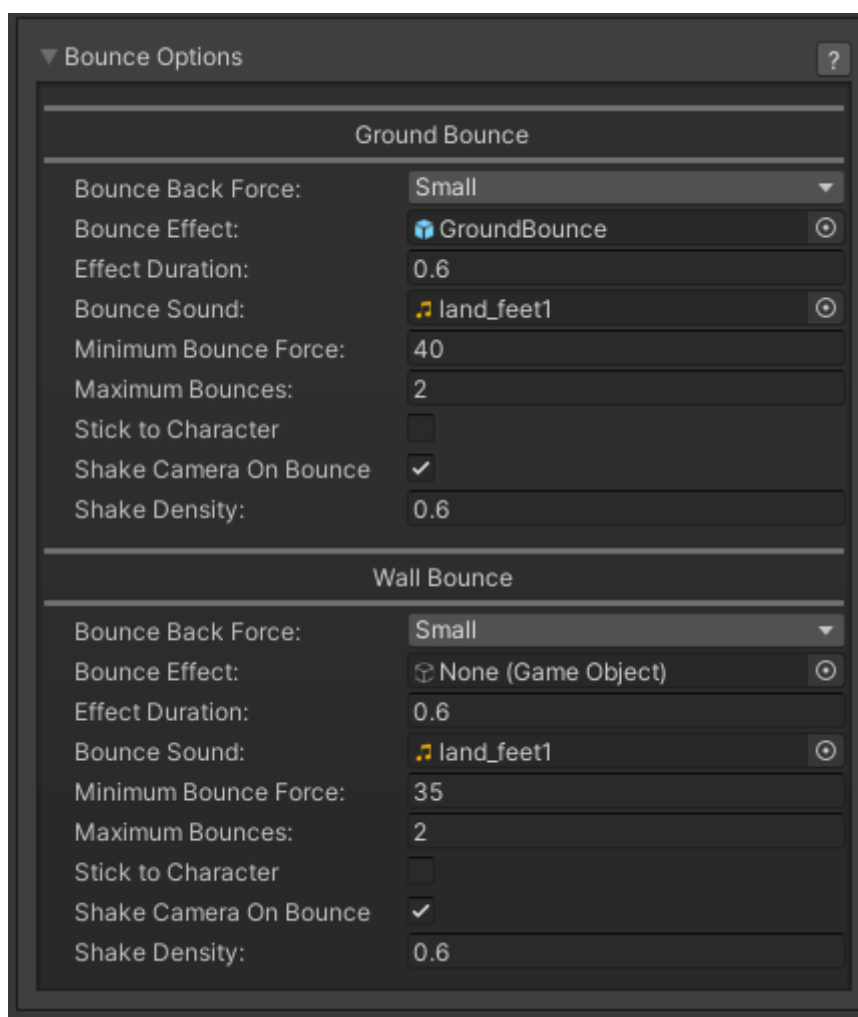 Bounce Options
?
Ground Bounce
Bounce Back Force: Small
Bounce Effect: GroundBounce
Effect Duration: 0.6
Bounce Sound: land_feet1
Minimum Bounce Force: 40
Maximum Bounces: 2
Stick to Character
Shake Camera On Bounce
Shake Density: 0.6
Wall Bounce
Bounce Back Force: Small
Bounce Effect: None (Game Object)
Effect Duration: 0.6
Bounce Sound: land_feet1
Minimum Bounce Force: 35
Maximum Bounces: 2
Stick to Character
Shake Camera On Bounce
Shake Density: 0.6